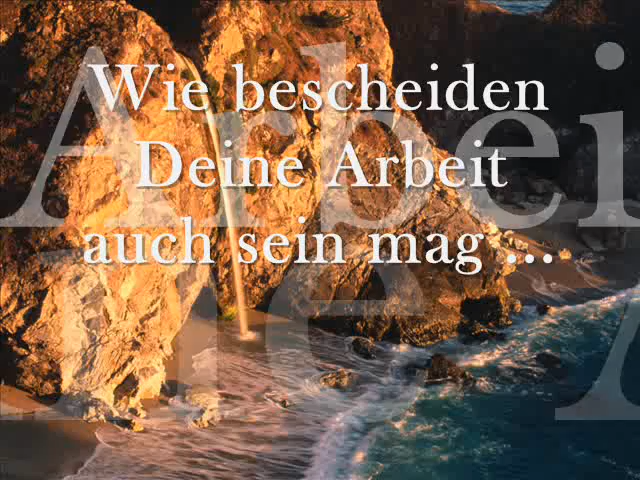 Wie bescheiden
Deine Arbeit
auch sein mag ...